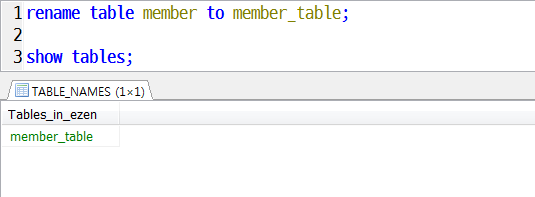 1 rename table member to member_table;
2
3 show tables;
TABLE_NAMES (1×1)
Tables_in_ezen
member_table